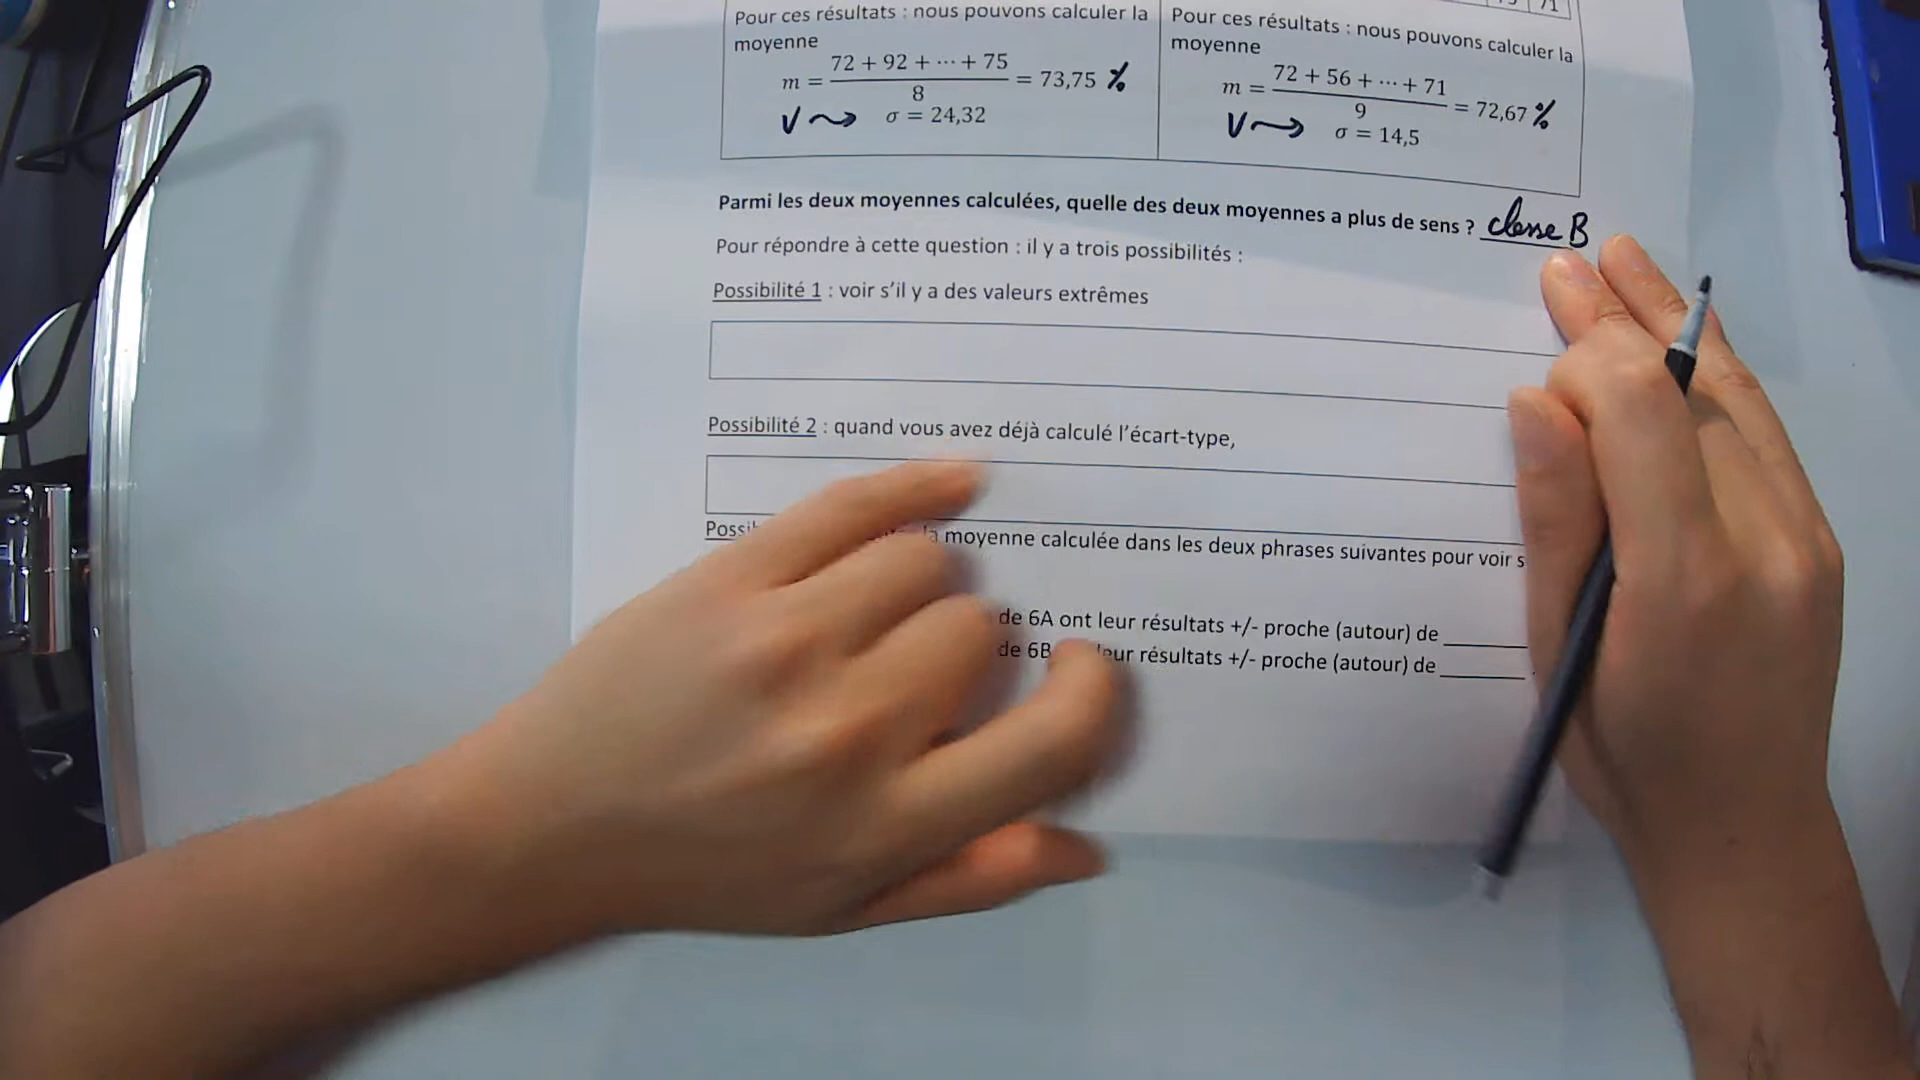 71
Pour ces résultats : nous pouvons calculer la
moyenne
m = (72 + 92 + ⋯ + 75)/8 = 73,75 %
V ⇝ σ = 24,32
Pour ces résultats : nous pouvons calculer la
moyenne
m = (72 + 56 + ⋯ + 71)/9 = 72,67 %
V ⇝ σ = 14,5
Parmi les deux moyennes calculées, quelle des deux moyennes a plus de sens ? classe B
Pour répondre à cette question : il y a trois possibilités :
Possibilité 1 : voir s'il y a des valeurs extrêmes
Possibilité 2 : quand vous avez déjà calculé l'écart-type,
la moyenne calculée dans les deux phrases suivantes pour voir
de 6A ont leur résultats +/- proche (autour) de ______
de 6B leur résultats +/- proche (autour) de ______